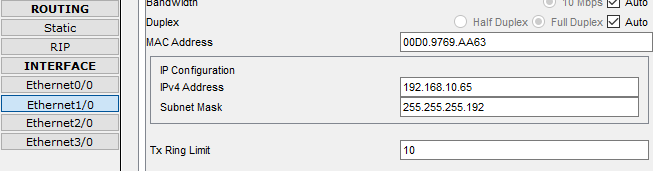 ROUTING
Static
RIP
INTERFACE
Ethernet0/0
Ethernet1/0
Ethernet2/0
Ethernet3/0
Bandwidth 10 Mbps Auto
Duplex Half Duplex Full Duplex Auto
MAC Address 00D0.9769.AA63
IP Configuration
IPv4 Address 192.168.10.65
Subnet Mask 255.255.255.192
Tx Ring Limit 10